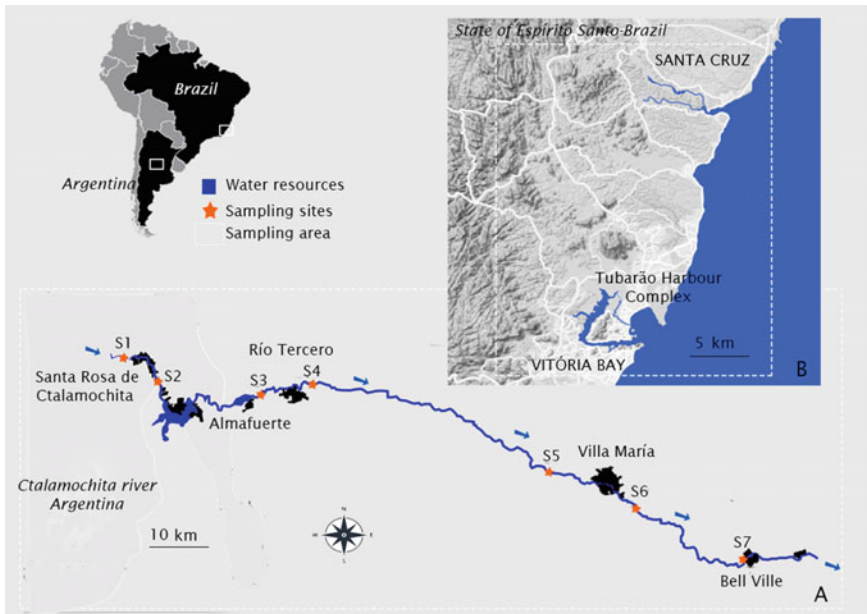 State of Espírito Santo-Brazil
SANTA CRUZ
Tubarão Harbour
Complex
5 km
VITÓRIA BAY
B
Brazil
Argentina
Water resources
Sampling sites
Sampling area
S1
S2
Santa Rosa de
Ctalamochita
Río Tercero
S3
S4
Almafuerte
S5
Villa María
S6
S7
Bell Ville
Ctalamochita river
Argentina
10 km
N
E
A